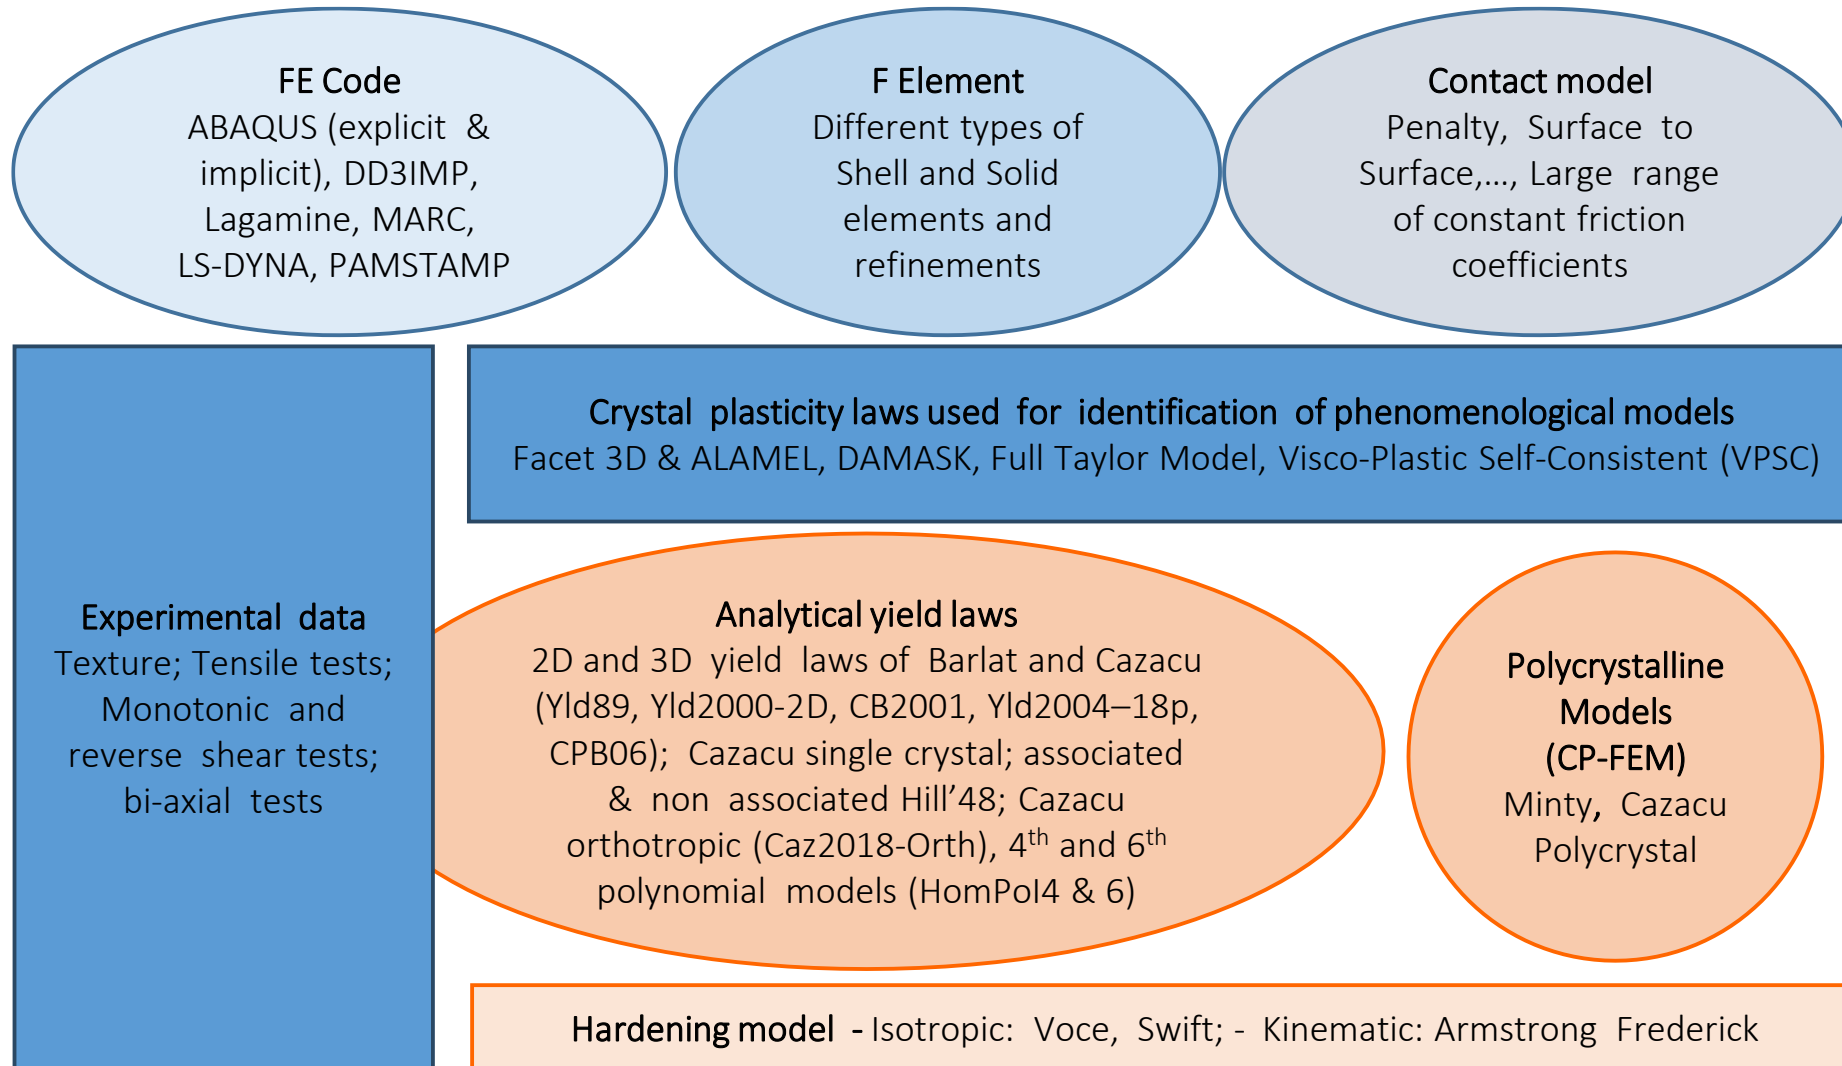 FE Code
ABAQUS (explicit &
implicit), DD3IMP,
Lagamine, MARC,
LS-DYNA, PAMSTAMP
F Element
Different types of
Shell and Solid
elements and
refinements
Contact model
Penalty, Surface to
Surface,..., Large range
of constant friction
coefficients
Crystal plasticity laws used for identification of phenomenological models
Facet 3D & ALAMEL, DAMASK, Full Taylor Model, Visco-Plastic Self-Consistent (VPSC)
Experimental data
Texture; Tensile tests;
Monotonic and
reverse shear tests;
bi-axial tests
Analytical yield laws
2D and 3D yield laws of Barlat and Cazacu
(Yld89, Yld2000-2D, CB2001, Yld2004–18p,
CPB06); Cazacu single crystal; associated
& non associated Hill’48; Cazacu
orthotropic (Caz2018-Orth), 4th and 6th
polynomial models (HomPol4 & 6)
Polycrystalline
Models
(CP-FEM)
Minty, Cazacu
Polycrystal
Hardening model - Isotropic: Voce, Swift; - Kinematic: Armstrong Frederick